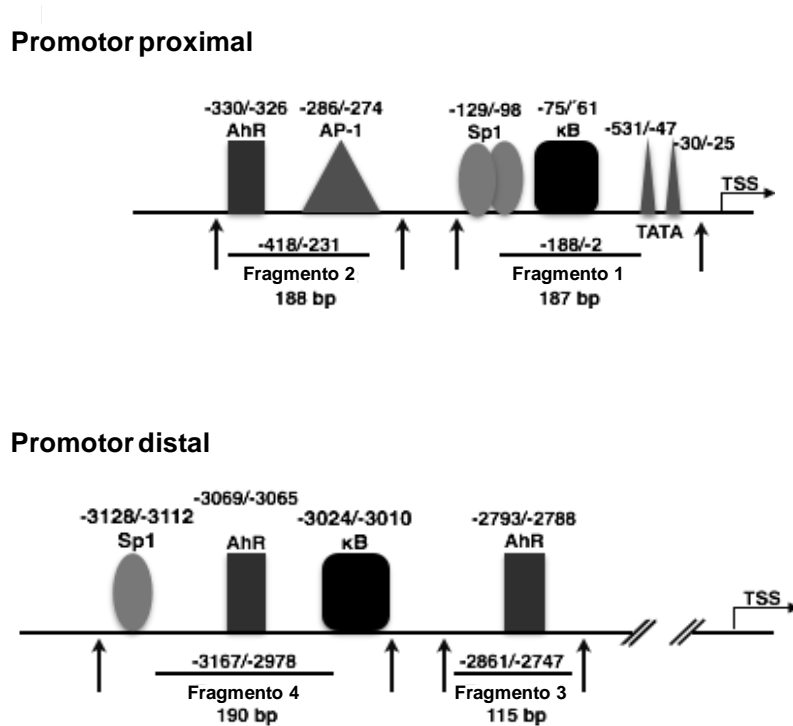 Promotor proximal
-330/-326
AhR
-286/-274
AP-1
-129/-98
Sp1
-75/´61
κB
-531/-47
-30/-25
TSS
TATA
-418/-231
Fragmento 2
188 bp
-188/-2
Fragmento 1
187 bp
Promotor distal
-3128/-3112
Sp1
-3069/-3065
AhR
-3024/-3010
κB
-2793/-2788
AhR
TSS
-3167/-2978
Fragmento 4
190 bp
-2861/-2747
Fragmento 3
115 bp